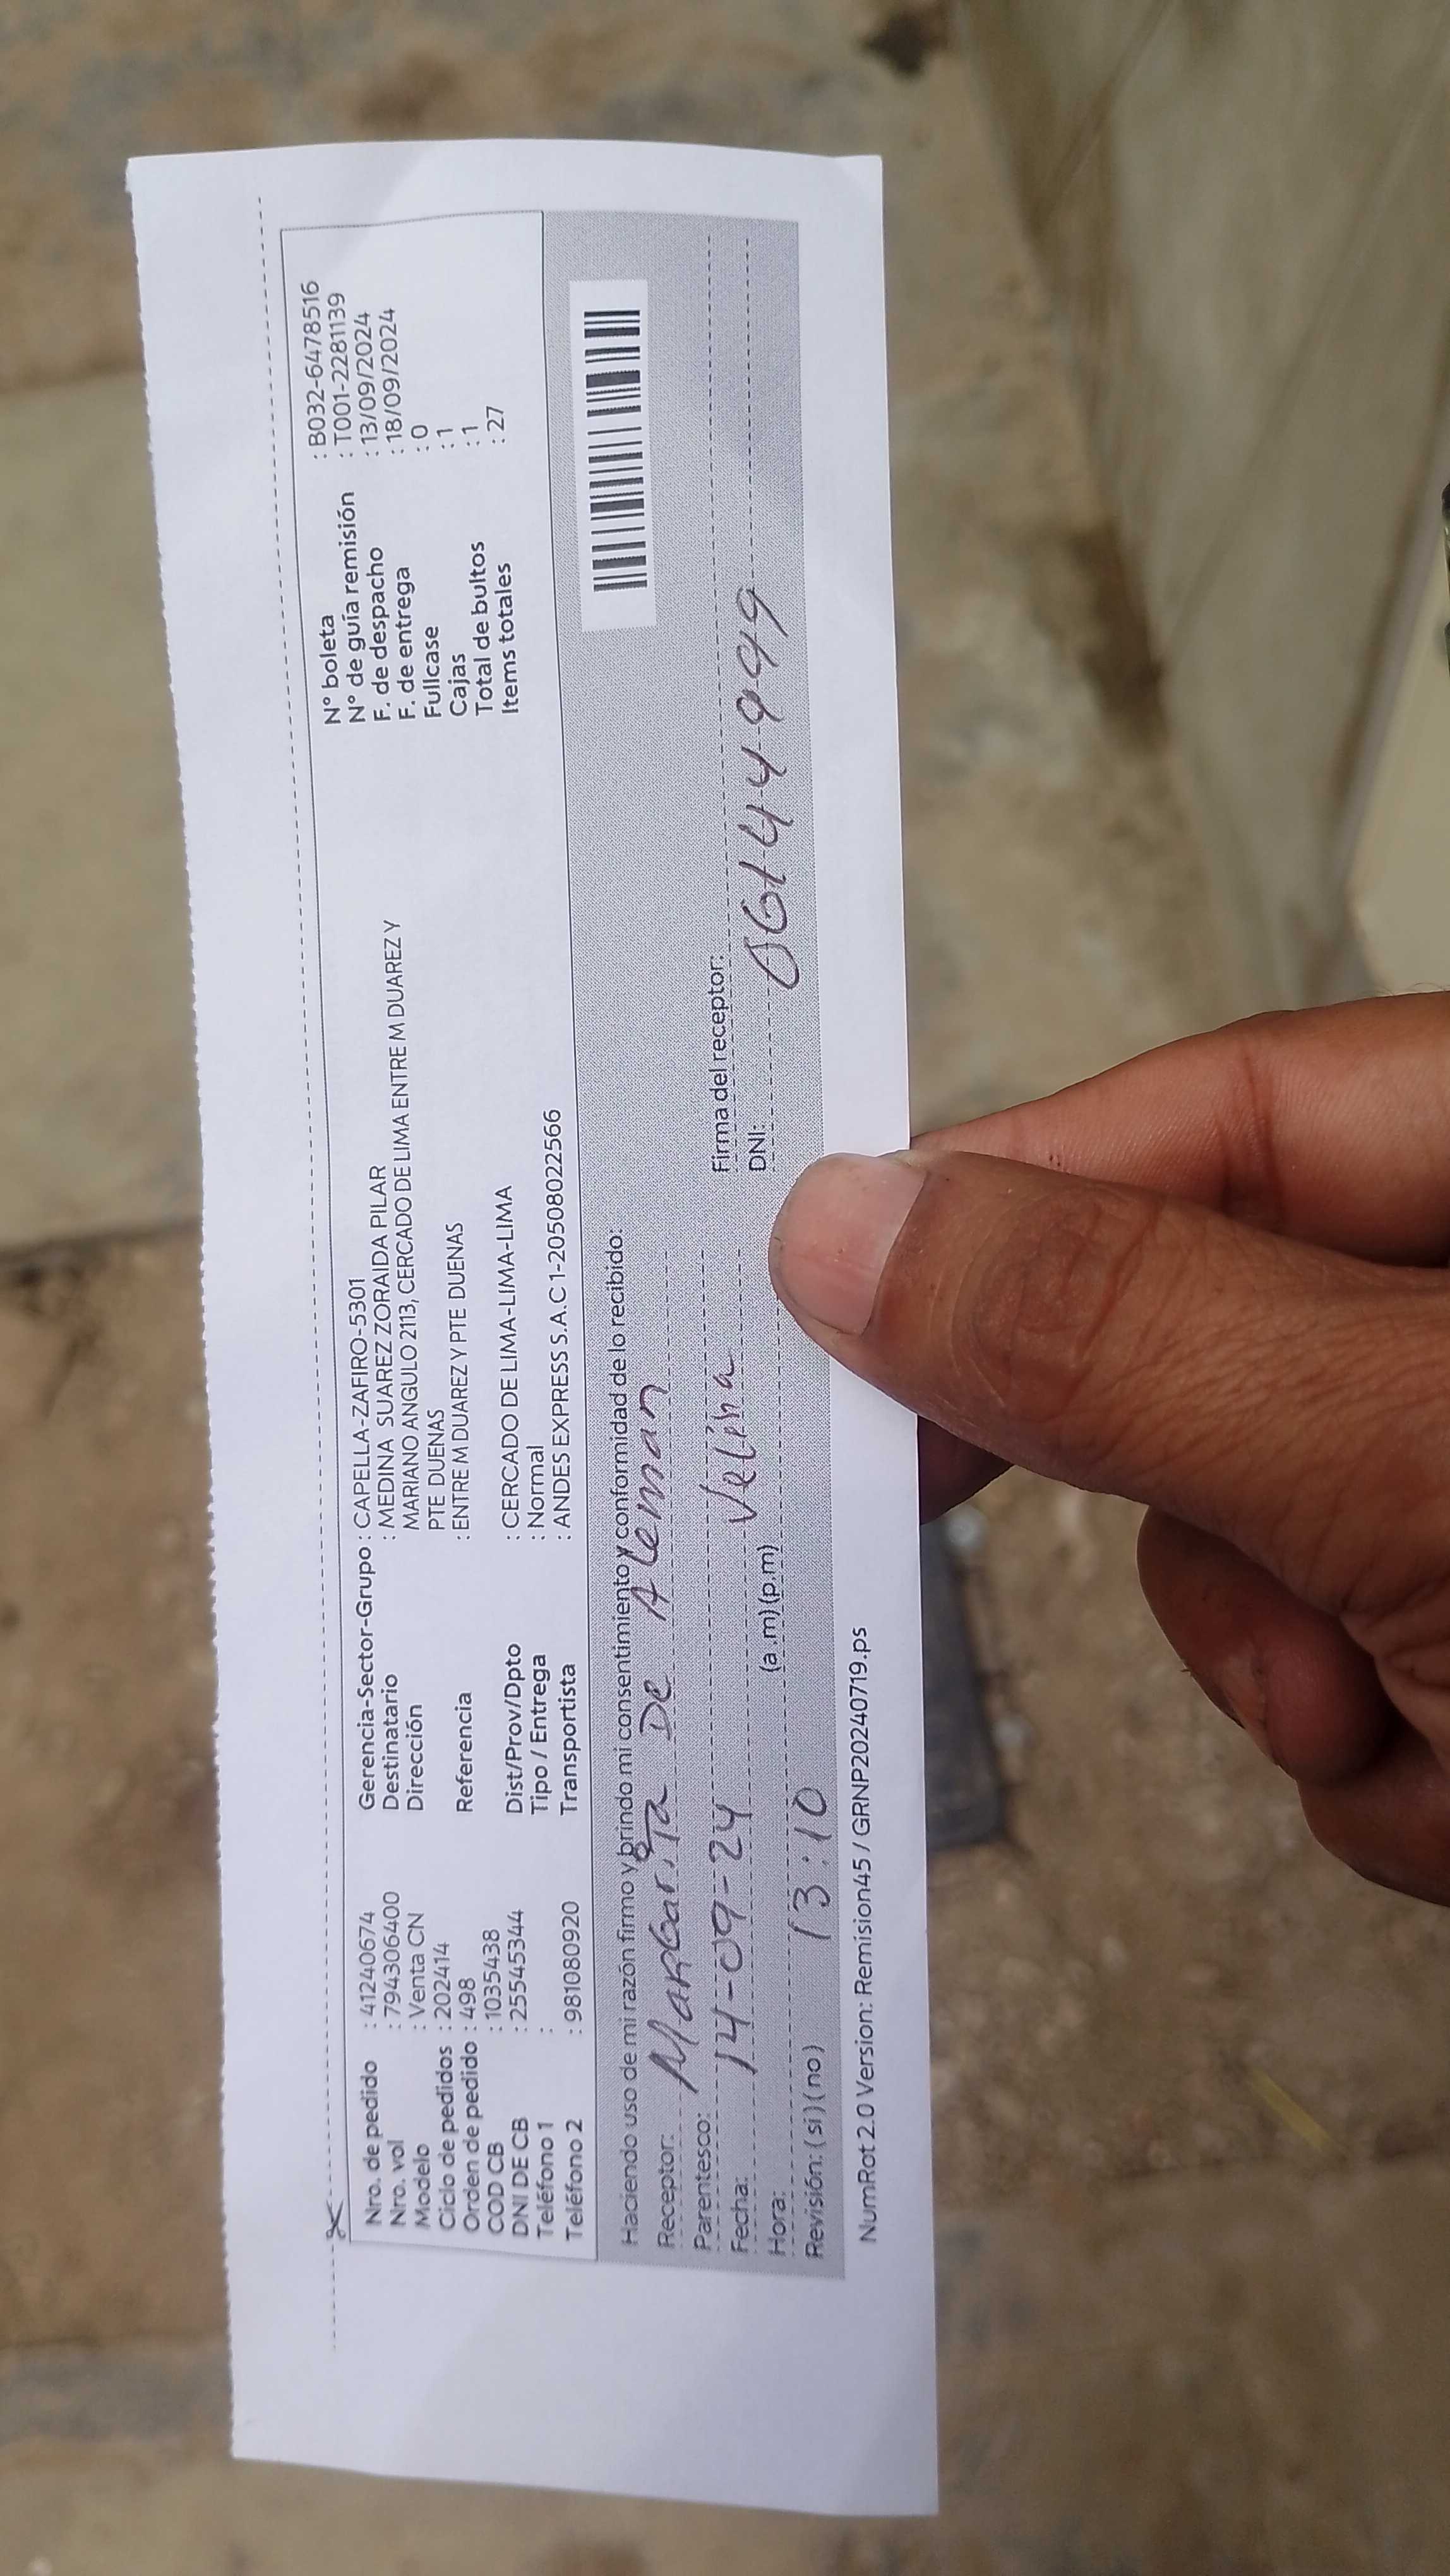 Nro. de pedido : 41240674
Nro. vol : 794306400
Modelo : Venta CN
Ciclo de pedidos : 202414
Orden de pedido : 498
COD CB : 1035438
DNI DE CB : 25545344
Teléfono 1 :
Teléfono 2 : 981080920
Gerencia-Sector-Grupo : CAPELLA-ZAFIRO-5301
Destinatario : MEDINA SUAREZ ZORAIDA PILAR
Dirección MARIANO ANGULO 2113, CERCADO DE LIMA ENTRE M DUAREZ Y
PTE DUENAS
Referencia : ENTRE M DUAREZ Y PTE DUENAS
Dist/Prov/Dpto : CERCADO DE LIMA-LIMA-LIMA
Tipo / Entrega : Normal
Transportista : ANDES EXPRESS S.A.C 1-20508022566
N° boleta : B032-6478516
N° de guía remisión : T001-2281139
F. de despacho : 13/09/2024
F. de entrega : 18/09/2024
Fullcase : 0
Cajas : 1
Total de bultos : 1
Items totales : 27
Haciendo uso de mi razón firmo y brindo mi consentimiento y conformidad de lo recibido:
Receptor: Margarita De Aleman
Parentesco:
Fecha: 14-09-24 Velina
Hora: 13:10 (a.m) (p.m)
Revisión: ( si ) ( no )
Firma del receptor:
DNI: 06144949
NumRot 2.0 Version: Remision45 / GRNP20240719.ps